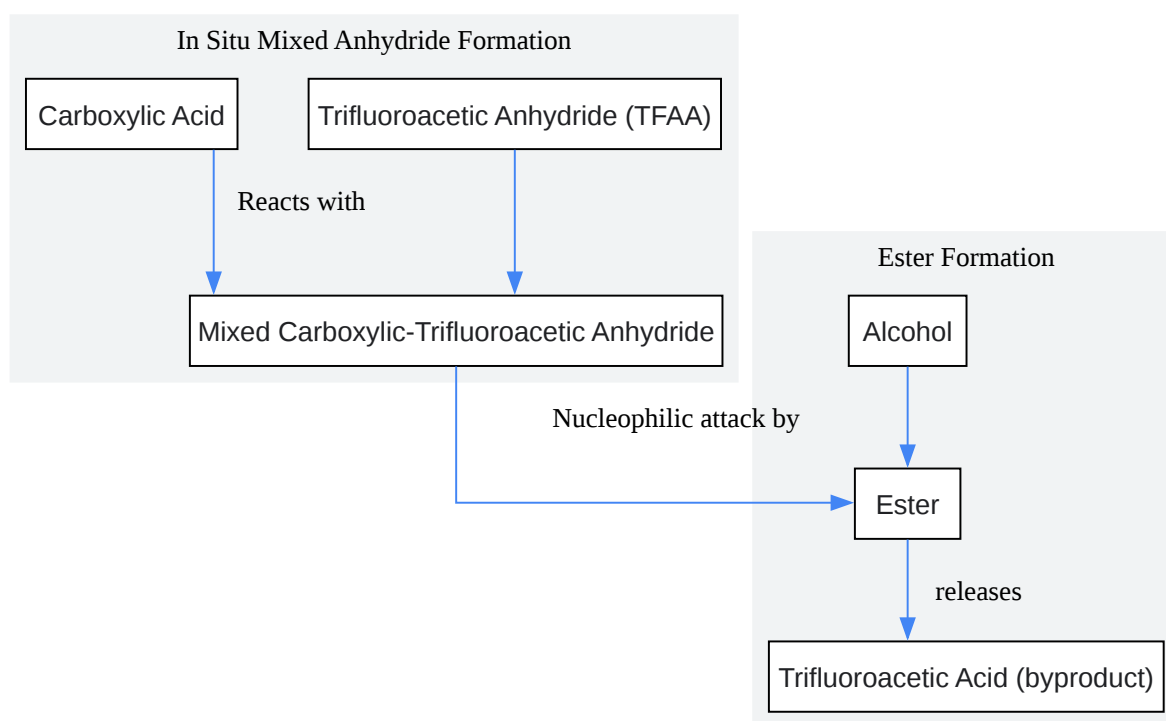 In Situ Mixed Anhydride Formation
Carboxylic Acid
Trifluoroacetic Anhydride (TFAA)
Reacts with
Mixed Carboxylic-Trifluoroacetic Anhydride
Ester Formation
Alcohol
Nucleophilic attack by
Ester
releases
Trifluoroacetic Acid (byproduct)